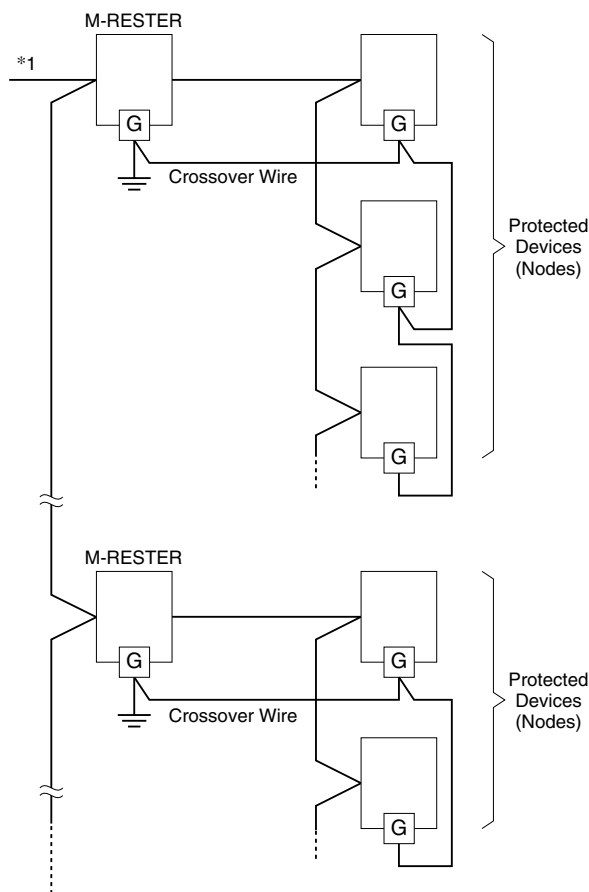 M-RESTER
*1
G
G
Crossover Wire
G
Protected
Devices
(Nodes)
G
M-RESTER
G
G
Crossover Wire
Protected
Devices
(Nodes)
G